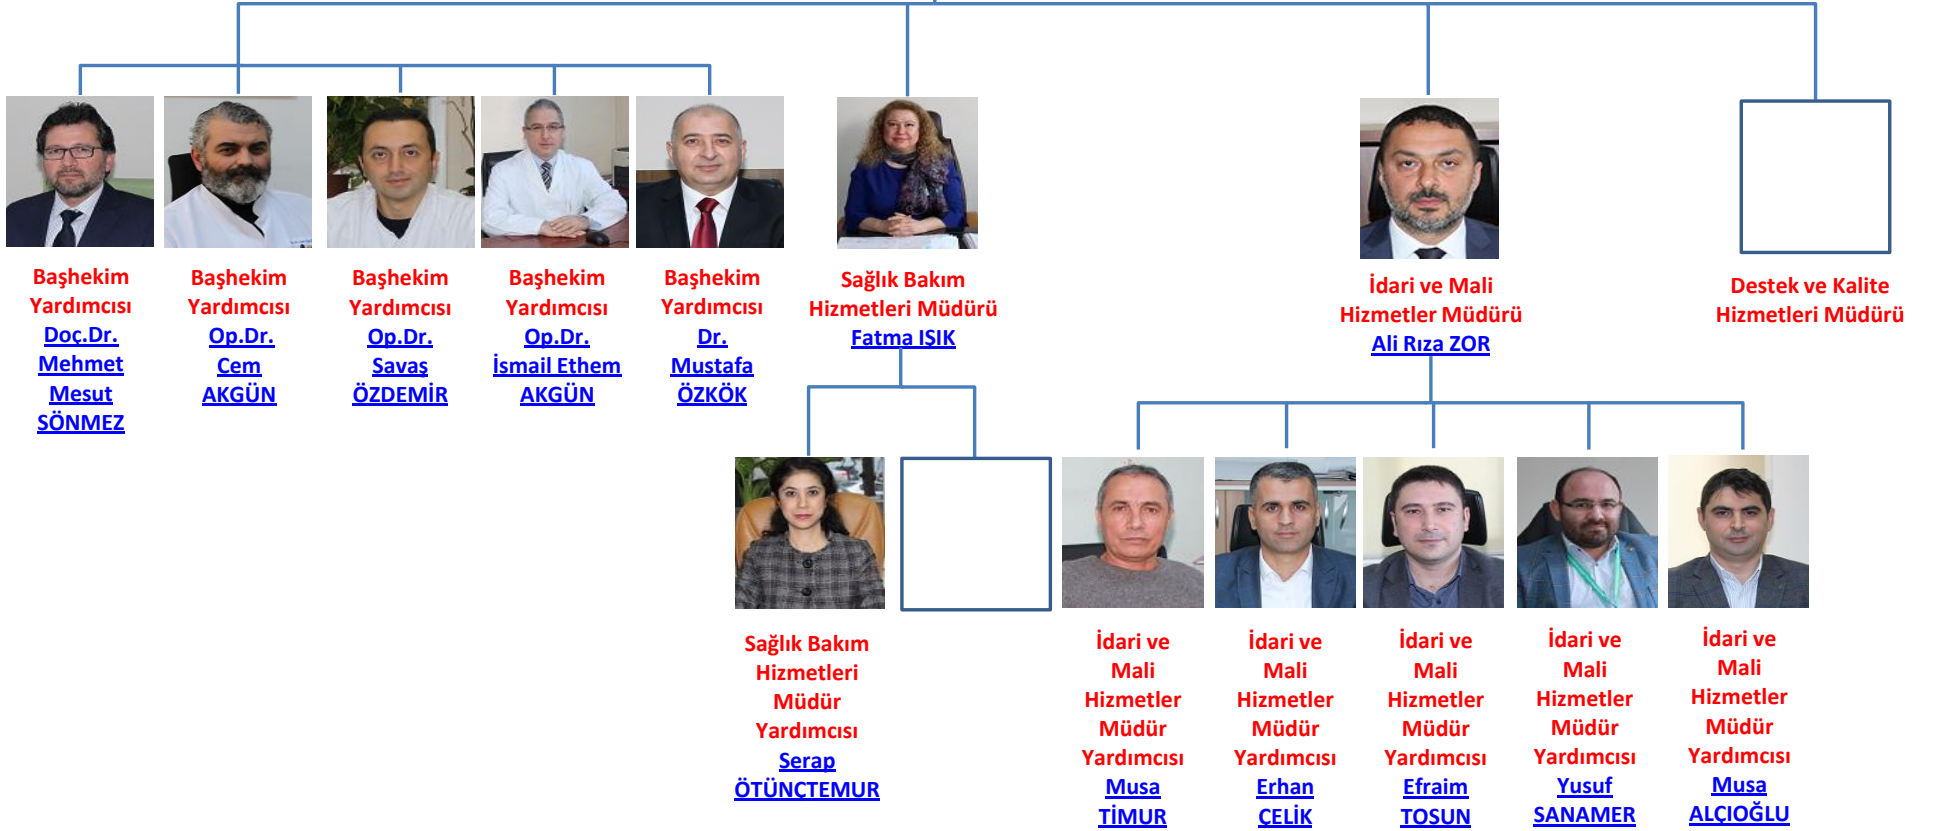 Başhekim
Yardımcısı
Doç.Dr.
Mehmet
Mesut
SÖNMEZ
Başhekim
Yardımcısı
Op.Dr.
Cem
AKGÜN
Başhekim
Yardımcısı
Op.Dr.
Savaş
ÖZDEMİR
Başhekim
Yardımcısı
Op.Dr.
İsmail Ethem
AKGÜN
Başhekim
Yardımcısı
Dr.
Mustafa
ÖZKÖK
Sağlık Bakım
Hizmetleri Müdürü
Fatma IŞIK
İdari ve Mali
Hizmetler Müdürü
Ali Rıza ZOR
Destek ve Kalite
Hizmetleri Müdürü
Sağlık Bakım
Hizmetleri
Müdür
Yardımcısı
Serap
ÖTÜNÇTEMUR
İdari ve
Mali
Hizmetler
Müdür
Yardımcısı
Musa
TİMUR
İdari ve
Mali
Hizmetler
Müdür
Yardımcısı
Erhan
ÇELİK
İdari ve
Mali
Hizmetler
Müdür
Yardımcısı
Efraim
TOSUN
İdari ve
Mali
Hizmetler
Müdür
Yardımcısı
Yusuf
SANAMER
İdari ve
Mali
Hizmetler
Müdür
Yardımcısı
Musa
ALÇIOĞLU